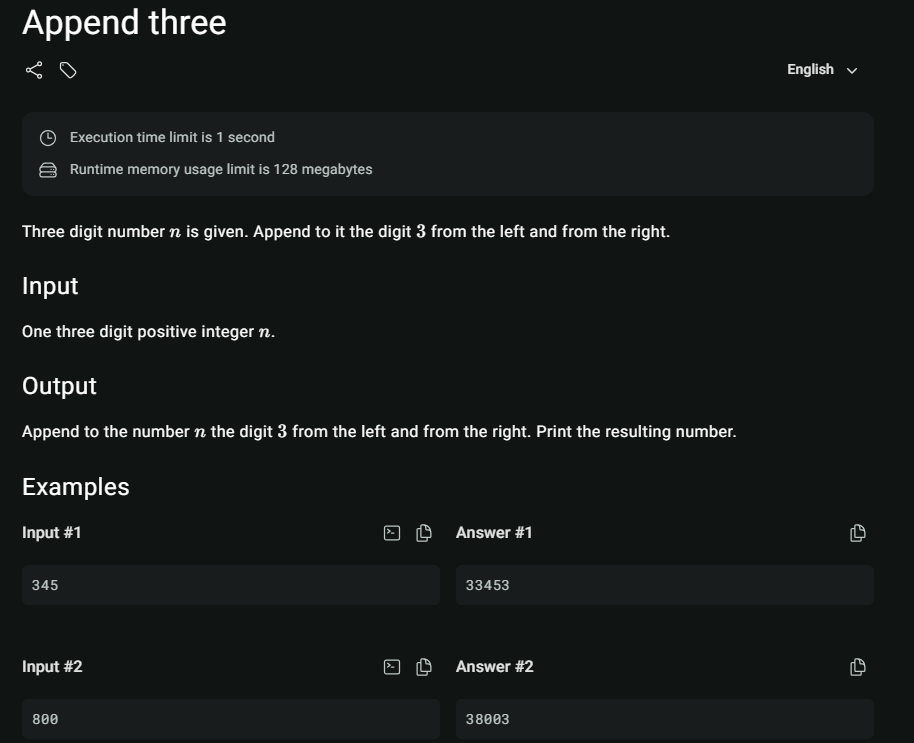 Append three
English
Execution time limit is 1 second
Runtime memory usage limit is 128 megabytes
Three digit number n is given. Append to it the digit 3 from the left and from the right.
Input
One three digit positive integer n.
Output
Append to the number n the digit 3 from the left and from the right. Print the resulting number.
Examples
Input #1
Answer #1
345
33453
Input #2
Answer #2
800
38003